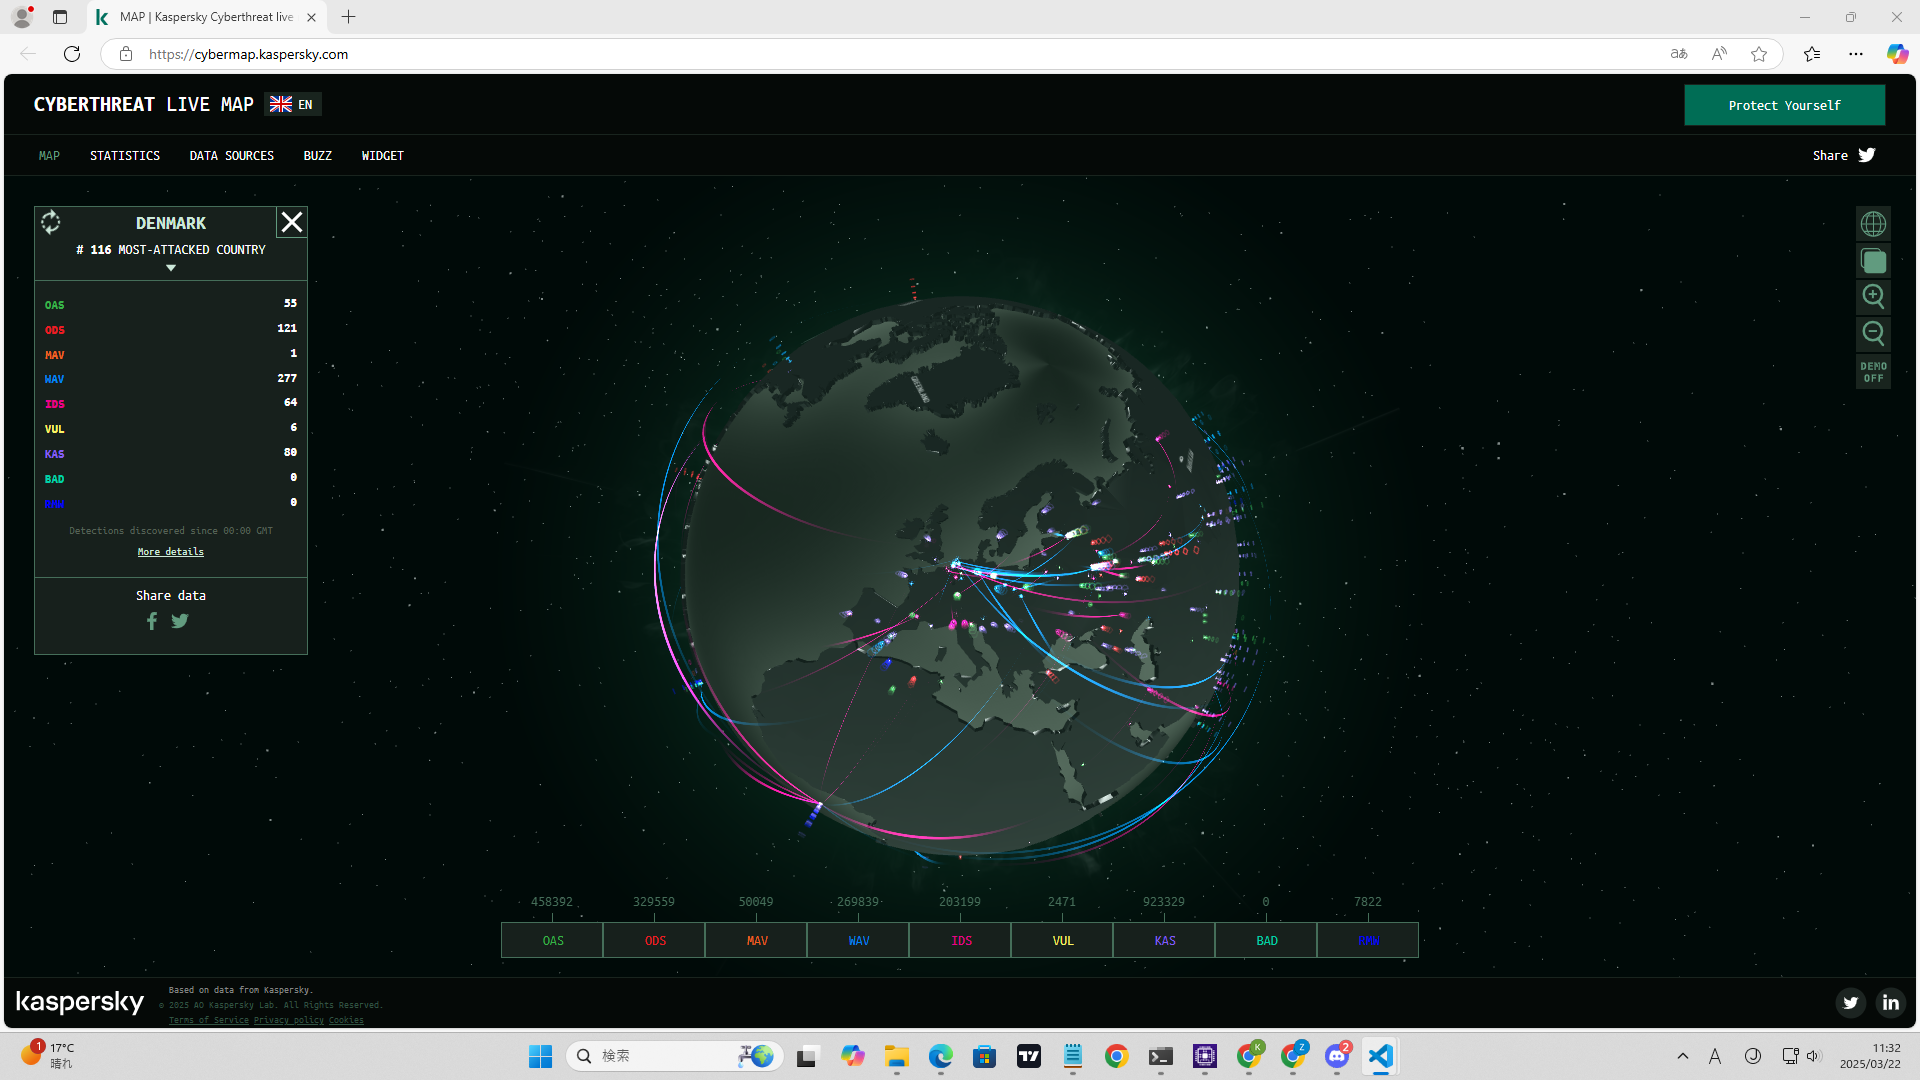 MAP | Kaspersky Cyberthreat live
https://cybermap.kaspersky.com
aあ
CYBERTHREAT LIVE MAP EN
Protect Yourself
MAP STATISTICS DATA SOURCES BUZZ WIDGET
Share
DENMARK
# 116 MOST-ATTACKED COUNTRY
OAS 55
ODS 121
MAV 1
WAV 277
IDS 64
VUL 6
KAS 80
BAD 0
RMW 0
Detections discovered since 00:00 GMT
More details
Share data
DEMO
OFF
GREENLAND
458392 329559 50049 269839 203199 2471 923329 0 7822
OAS ODS MAV WAV IDS VUL KAS BAD RMW
kaspersky
Based on data from Kaspersky.
© 2025 AO Kaspersky Lab. All Rights Reserved.
Terms of Service Privacy policy Cookies
1
17°C
晴れ
検索
K
Z
2
A
11:32
2025/03/22